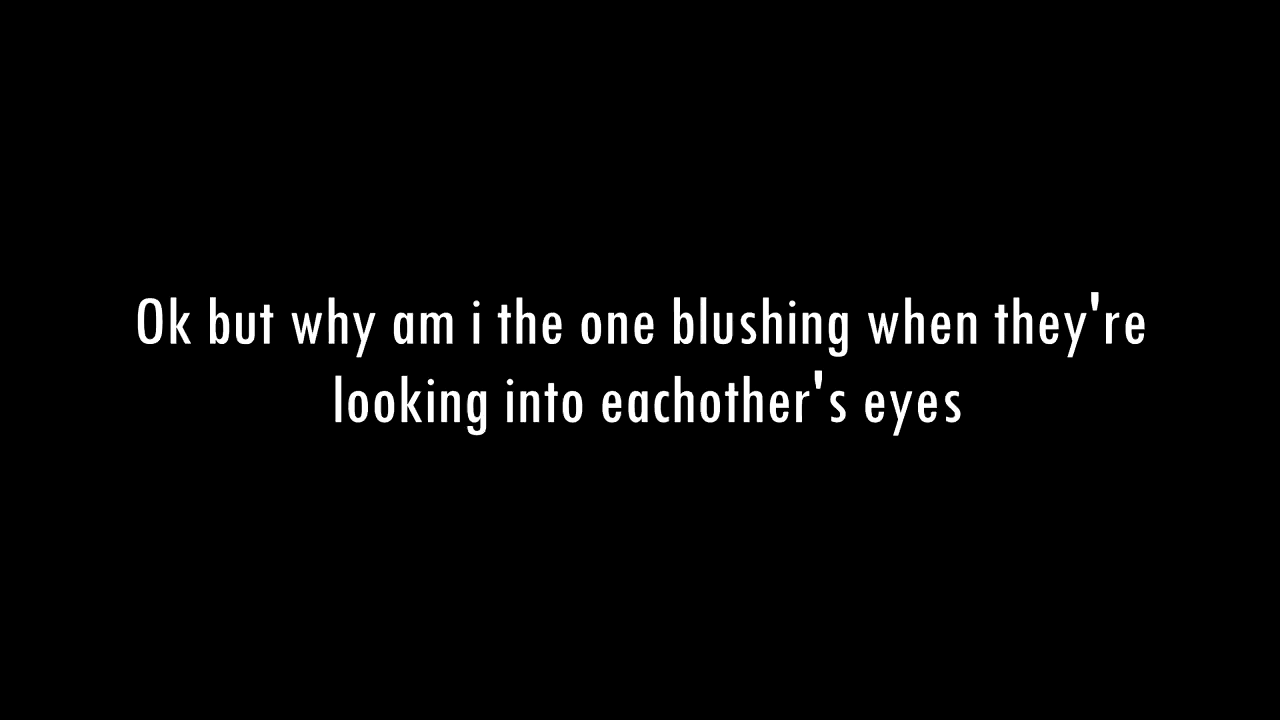 Ok but why am i the one blushing when they're
looking into eachother's eyes